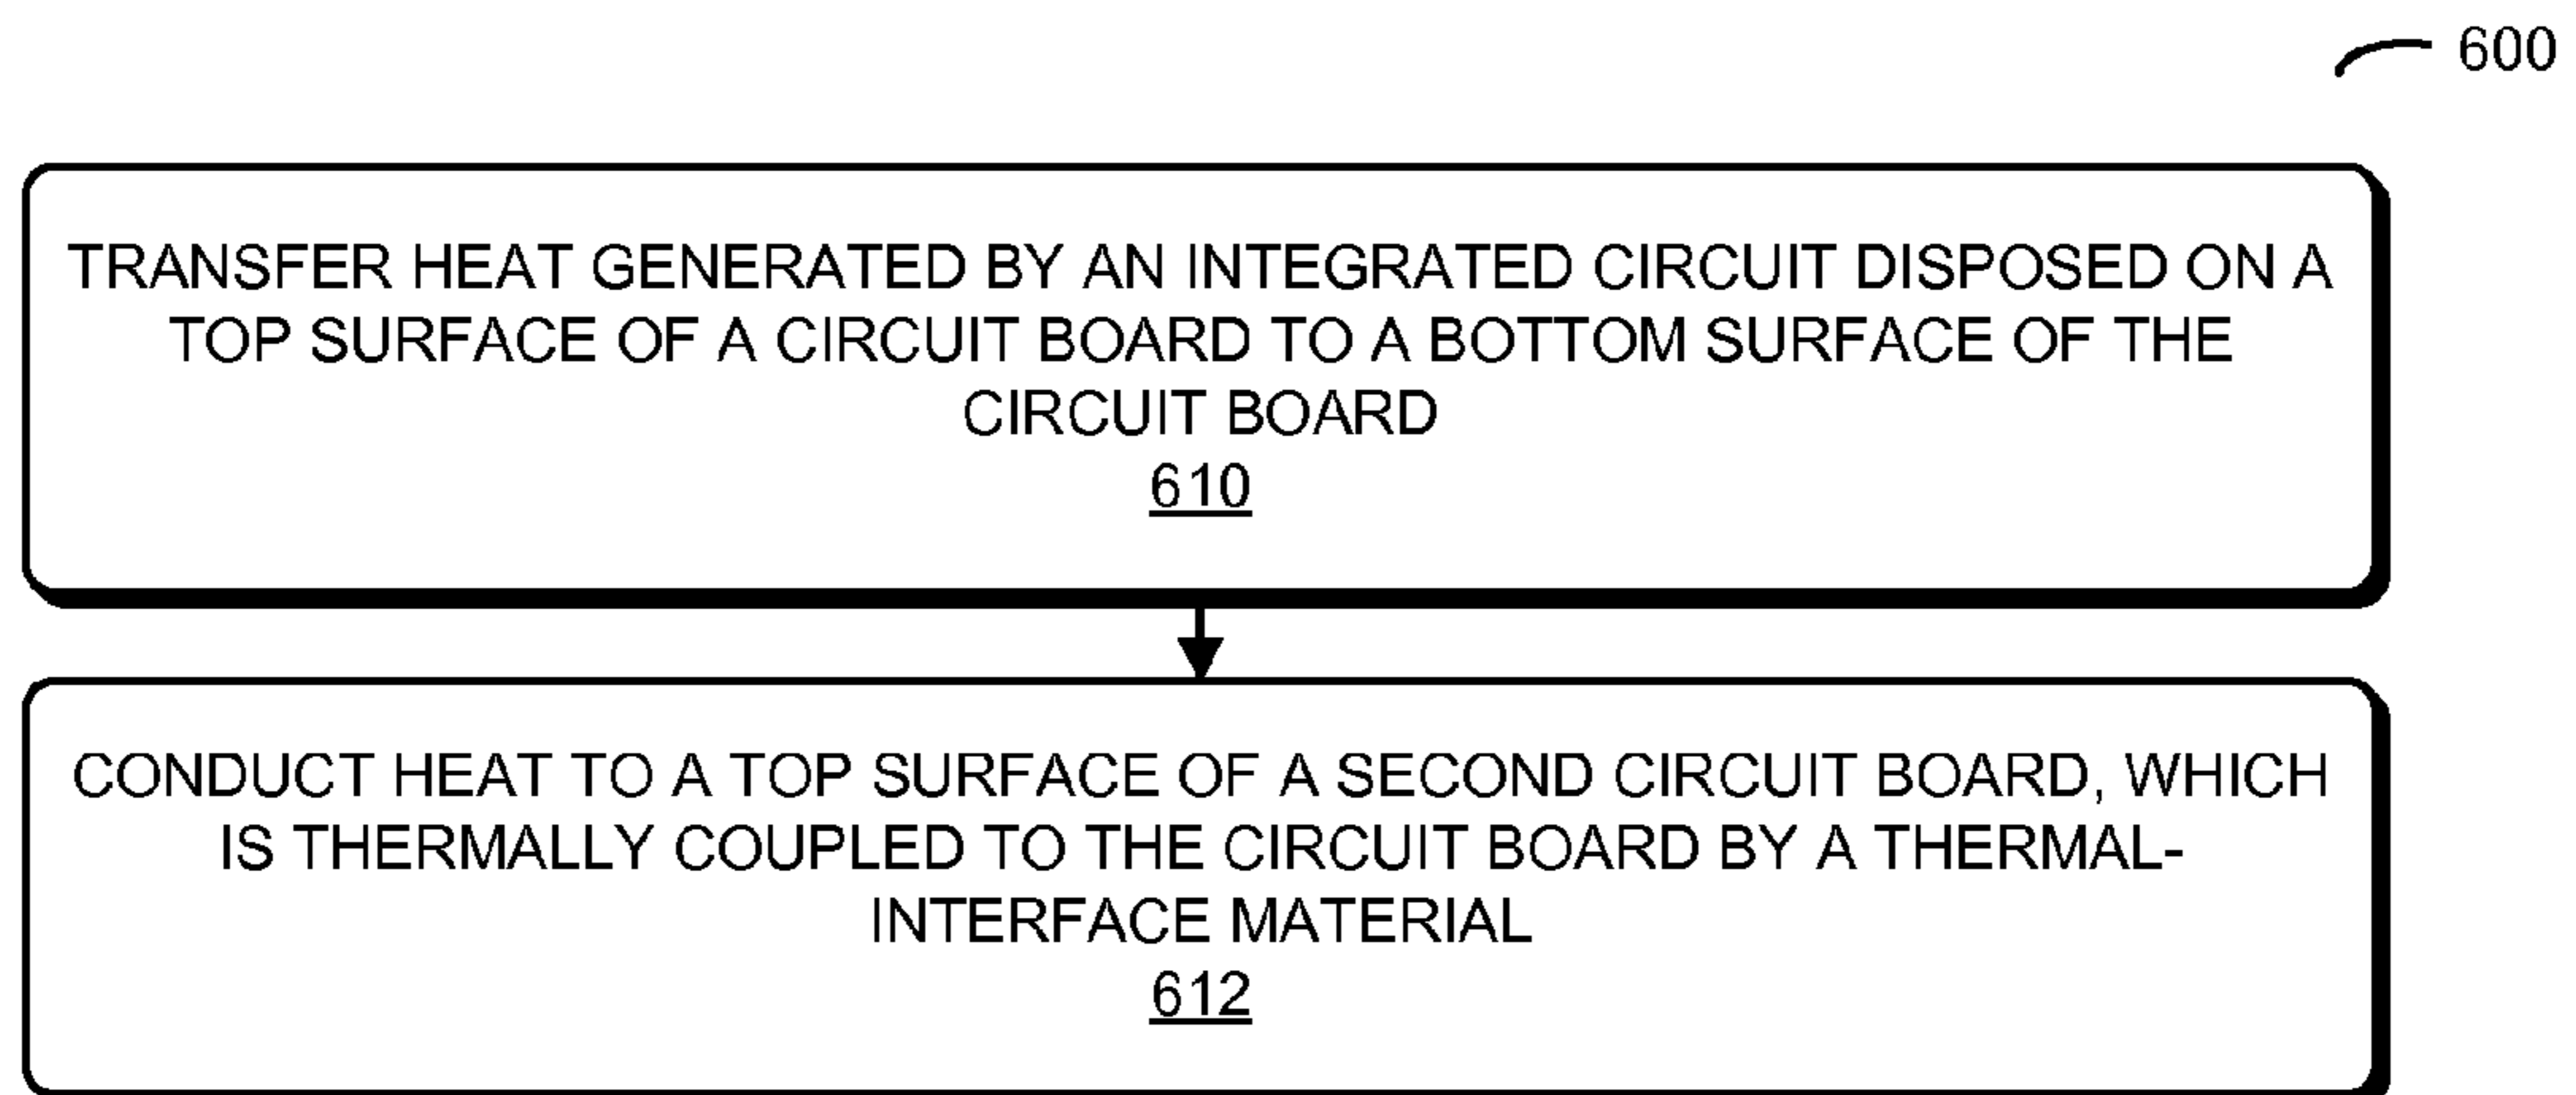 600
TRANSFER HEAT GENERATED BY AN INTEGRATED CIRCUIT DISPOSED ON A
TOP SURFACE OF A CIRCUIT BOARD TO A BOTTOM SURFACE OF THE
CIRCUIT BOARD
610
CONDUCT HEAT TO A TOP SURFACE OF A SECOND CIRCUIT BOARD, WHICH
IS THERMALLY COUPLED TO THE CIRCUIT BOARD BY A THERMAL-
INTERFACE MATERIAL
612